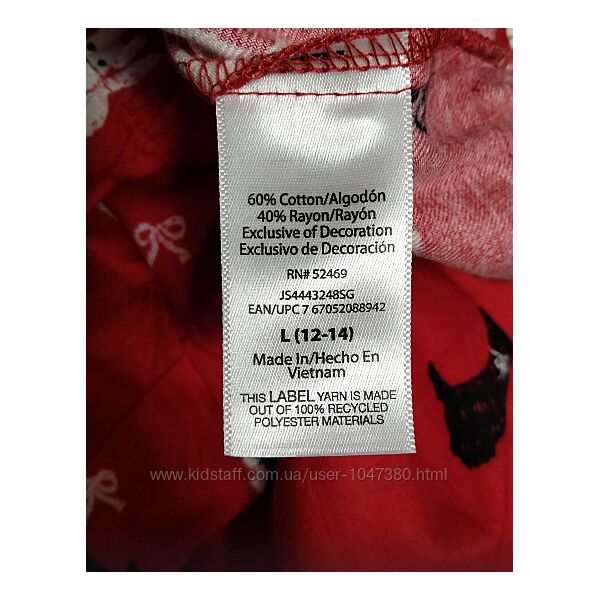 60% Cotton/Algodón
40% Rayon/Rayón
Exclusive of Decoration
Exclusivo de Decoración
RN# 52469
JS4443248SG
EAN/UPC 7 67052088942
L (12-14)
Made In/Hecho En
Vietnam
THIS LABEL YARN IS MADE
OUT OF 100% RECYCLED
POLYESTER MATERIALS
www.kidstaff.com.ua/user-1047380.html